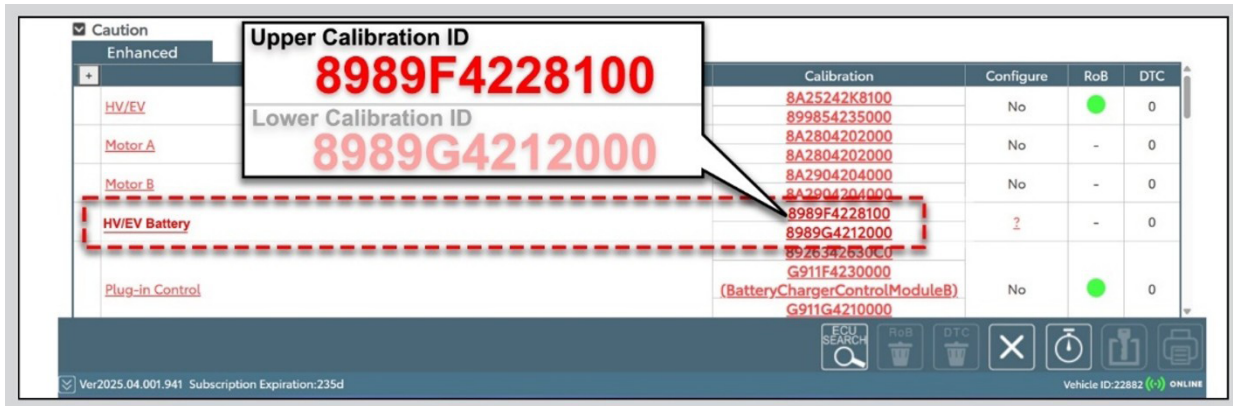 Caution
Enhanced
Upper Calibration ID
8989F4228100
Lower Calibration ID
8989G4212000
+
Calibration
Configure
RoB
DTC
HV/EV
8A25242K8100
899854235000
No
0
Motor A
8A2804202000
8A2804202000
No
-
0
Motor B
8A2904204000
8A2904204000
No
-
0
HV/EV Battery
8989F4228100
8989G4212000
?
-
0
Plug-in Control
8926342630C0
G911F4230000
(BatteryChargerControlModuleB)
G911G4210000
No
0
ECU
SEARCH
RoB
DTC
Ver2025.04.001.941 Subscription Expiration:235d
Vehicle ID:22882 ONLINE